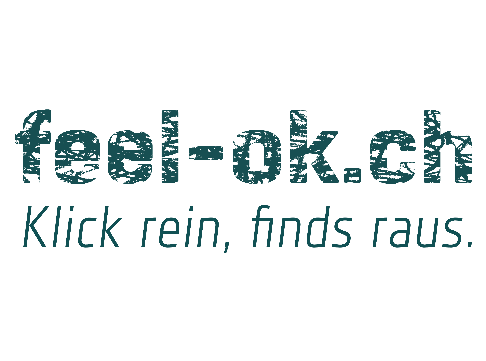 feel-ok.ch
Klick rein, finds raus.